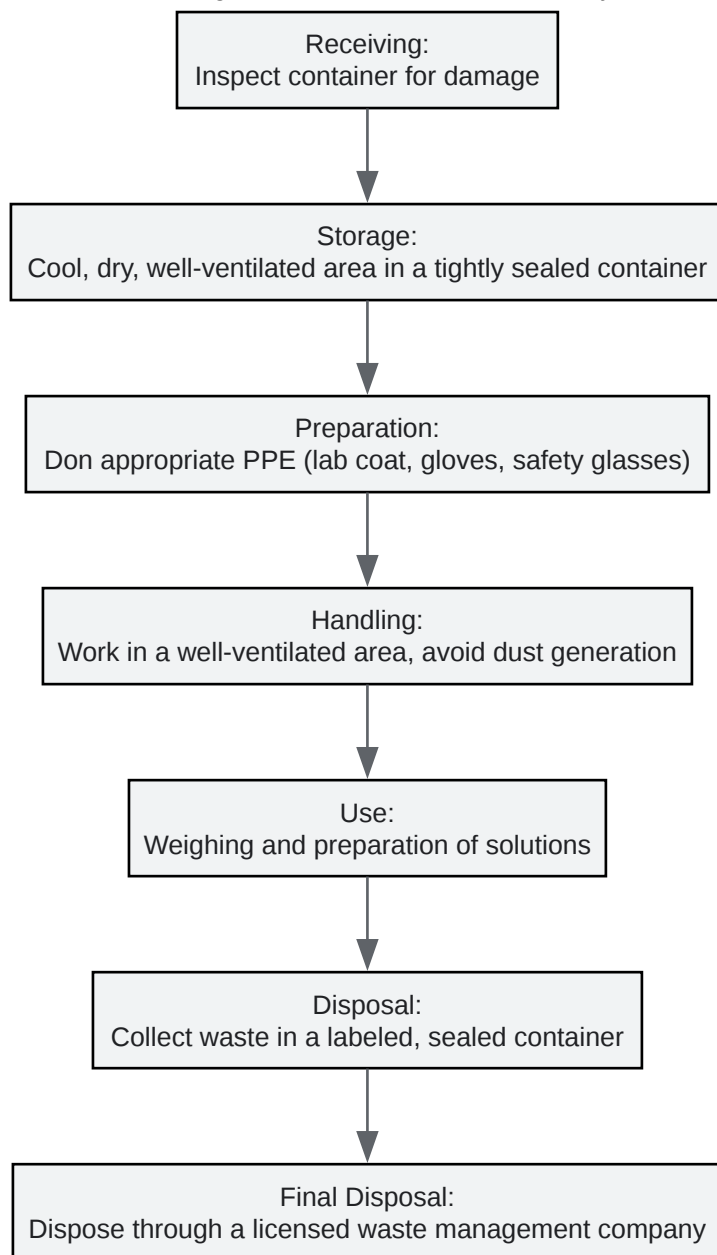 Receiving:
Inspect container for damage
Storage:
Cool, dry, well-ventilated area in a tightly sealed container
Preparation:
Don appropriate PPE (lab coat, gloves, safety glasses)
Handling:
Work in a well-ventilated area, avoid dust generation
Use:
Weighing and preparation of solutions
Disposal:
Collect waste in a labeled, sealed container
Final Disposal:
Dispose through a licensed waste management company